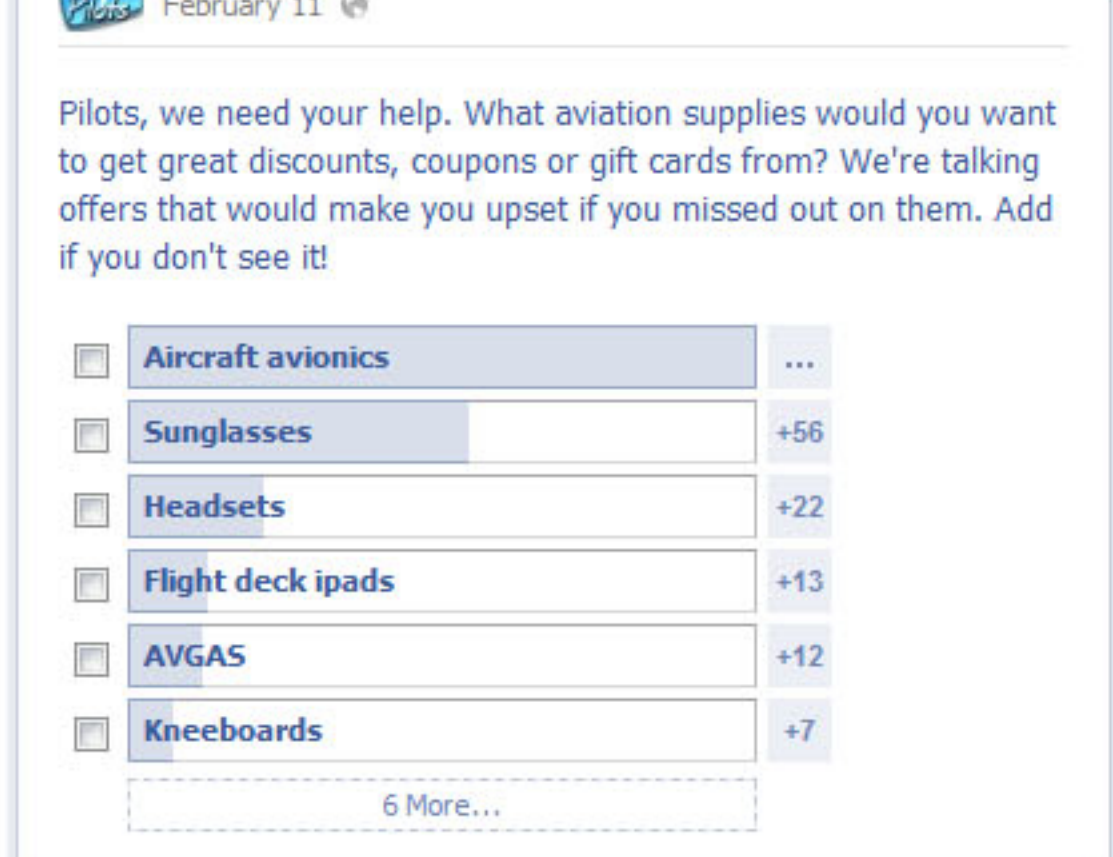 Pilots
February 11
Pilots, we need your help. What aviation supplies would you want
to get great discounts, coupons or gift cards from? We're talking
offers that would make you upset if you missed out on them. Add
if you don't see it!
Aircraft avionics ...
Sunglasses +56
Headsets +22
Flight deck ipads +13
AVGAS +12
Kneeboards +7
6 More...